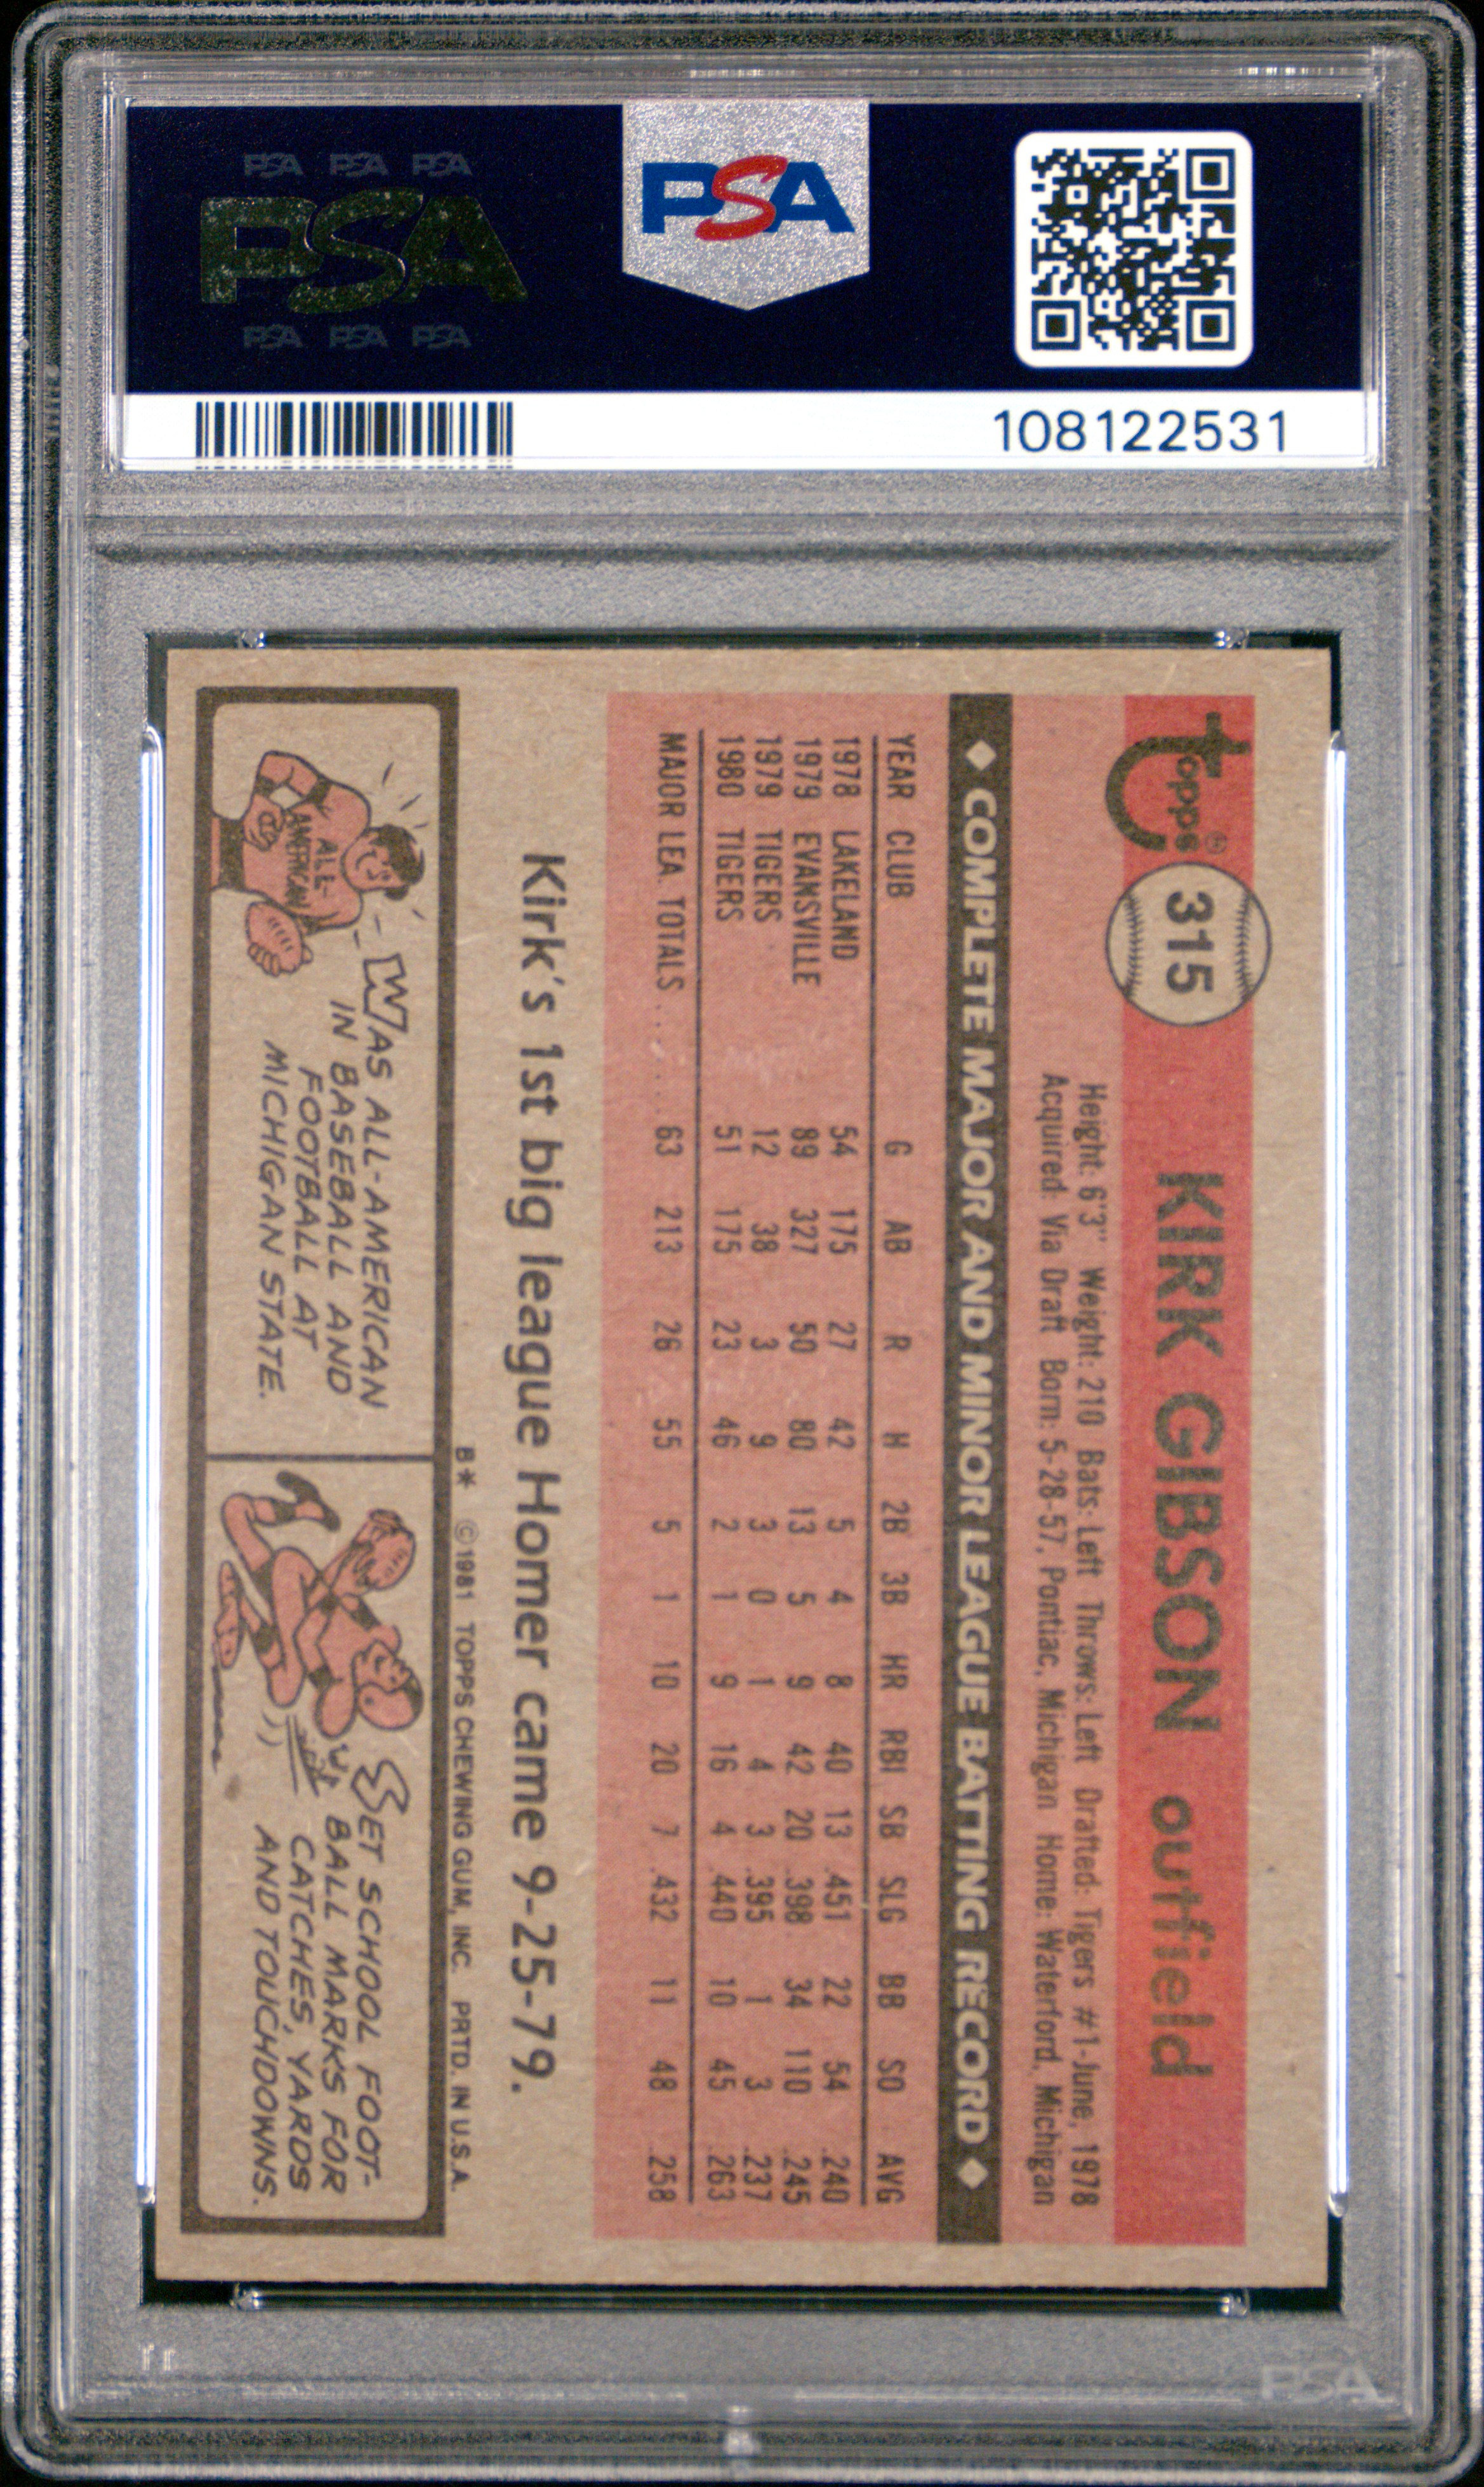 PSA PSA PSA
PSA
PSA PSA PSA
PSA
108122531
topps®
315
KIRK GIBSON outfield
Height: 6'3" Weight: 210 Bats: Left Throws: Left Drafted: Tigers #1-June, 1978
Acquired: Via Draft Born: 5-28-57, Pontiac, Michigan Home: Waterford, Michigan
◆ COMPLETE MAJOR AND MINOR LEAGUE BATTING RECORD ◆
YEAR CLUB G AB R H 2B 3B HR RBI SB SLG BB SO AVG
1978 LAKELAND 54 175 27 42 5 4 8 40 13 .451 22 54 .240
1979 EVANSVILLE 89 327 50 80 13 5 9 42 20 .398 34 110 .245
1979 TIGERS 12 38 3 9 3 0 1 4 3 .395 1 3 .237
1980 TIGERS 51 175 23 46 2 1 9 16 4 .440 10 45 .263
MAJOR LEA. TOTALS ...... 63 213 26 55 5 1 10 20 7 .432 11 48 .258
Kirk's 1st big league Homer came 9-25-79.
B* ©1981 TOPPS CHEWING GUM, INC. PRTD. IN U.S.A.
ALL-
AMERICAN
WAS ALL-AMERICAN
IN BASEBALL AND
FOOTBALL AT
MICHIGAN STATE.
SET SCHOOL FOOT-
BALL MARKS FOR
CATCHES, YARDS
AND TOUCHDOWNS.
PSA